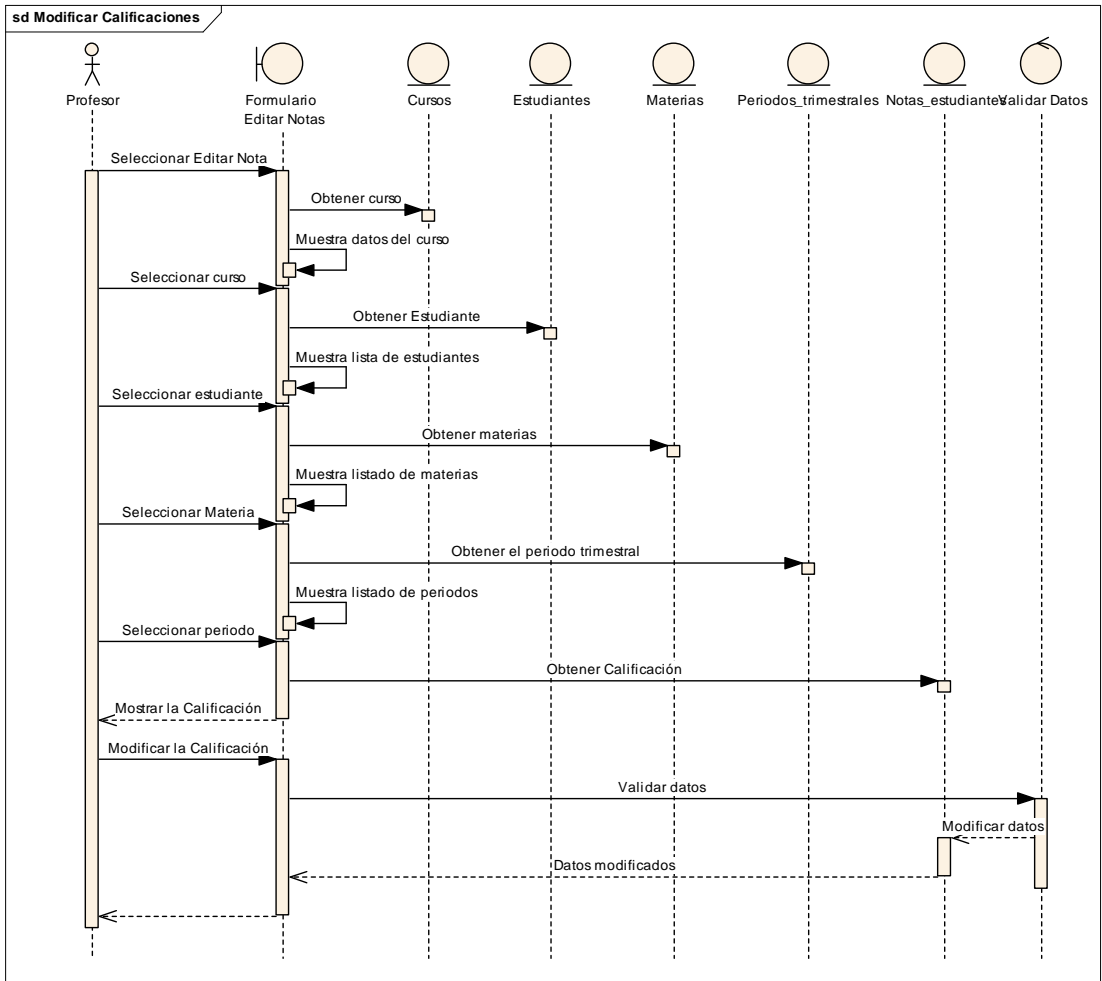 sd Modificar Calificaciones
Profesor
Formulario
Editar Notas
Cursos
Estudiantes
Materias
Periodos_trimestrales
Notas_estudiantes
Validar Datos
Seleccionar Editar Nota
Obtener curso
Muestra datos del curso
Seleccionar curso
Obtener Estudiante
Muestra lista de estudiantes
Seleccionar estudiante
Obtener materias
Muestra listado de materias
Seleccionar Materia
Obtener el periodo trimestral
Muestra listado de periodos
Seleccionar periodo
Obtener Calificación
Mostrar la Calificación
Modificar la Calificación
Validar datos
Modificar datos
Datos modificados